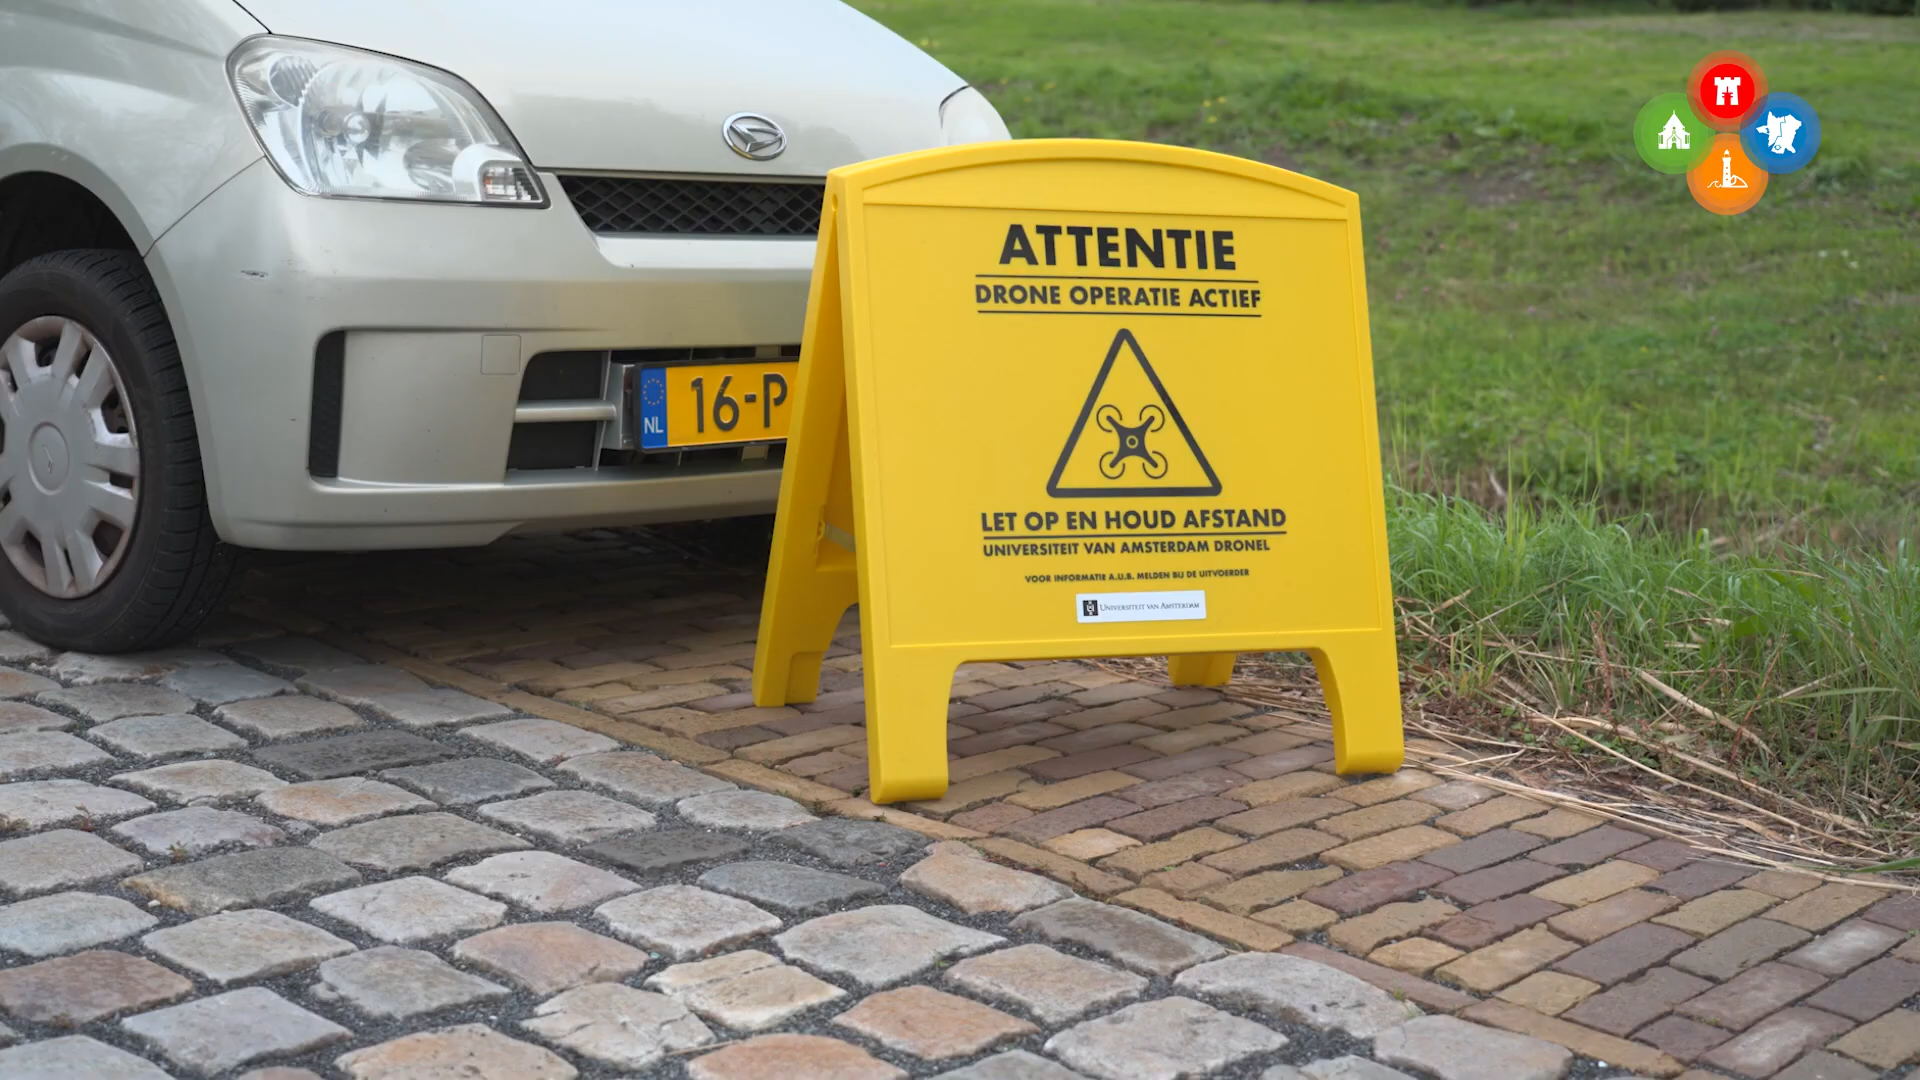 ATTENTIE
DRONE OPERATIE ACTIEF
LET OP EN HOUD AFSTAND
UNIVERSITEIT VAN AMSTERDAM DRONEL
VOOR INFORMATIE A.U.B. MELDEN BIJ DE UITVOERDER
UNIVERSITEIT VAN AMSTERDAM
NL
16-P